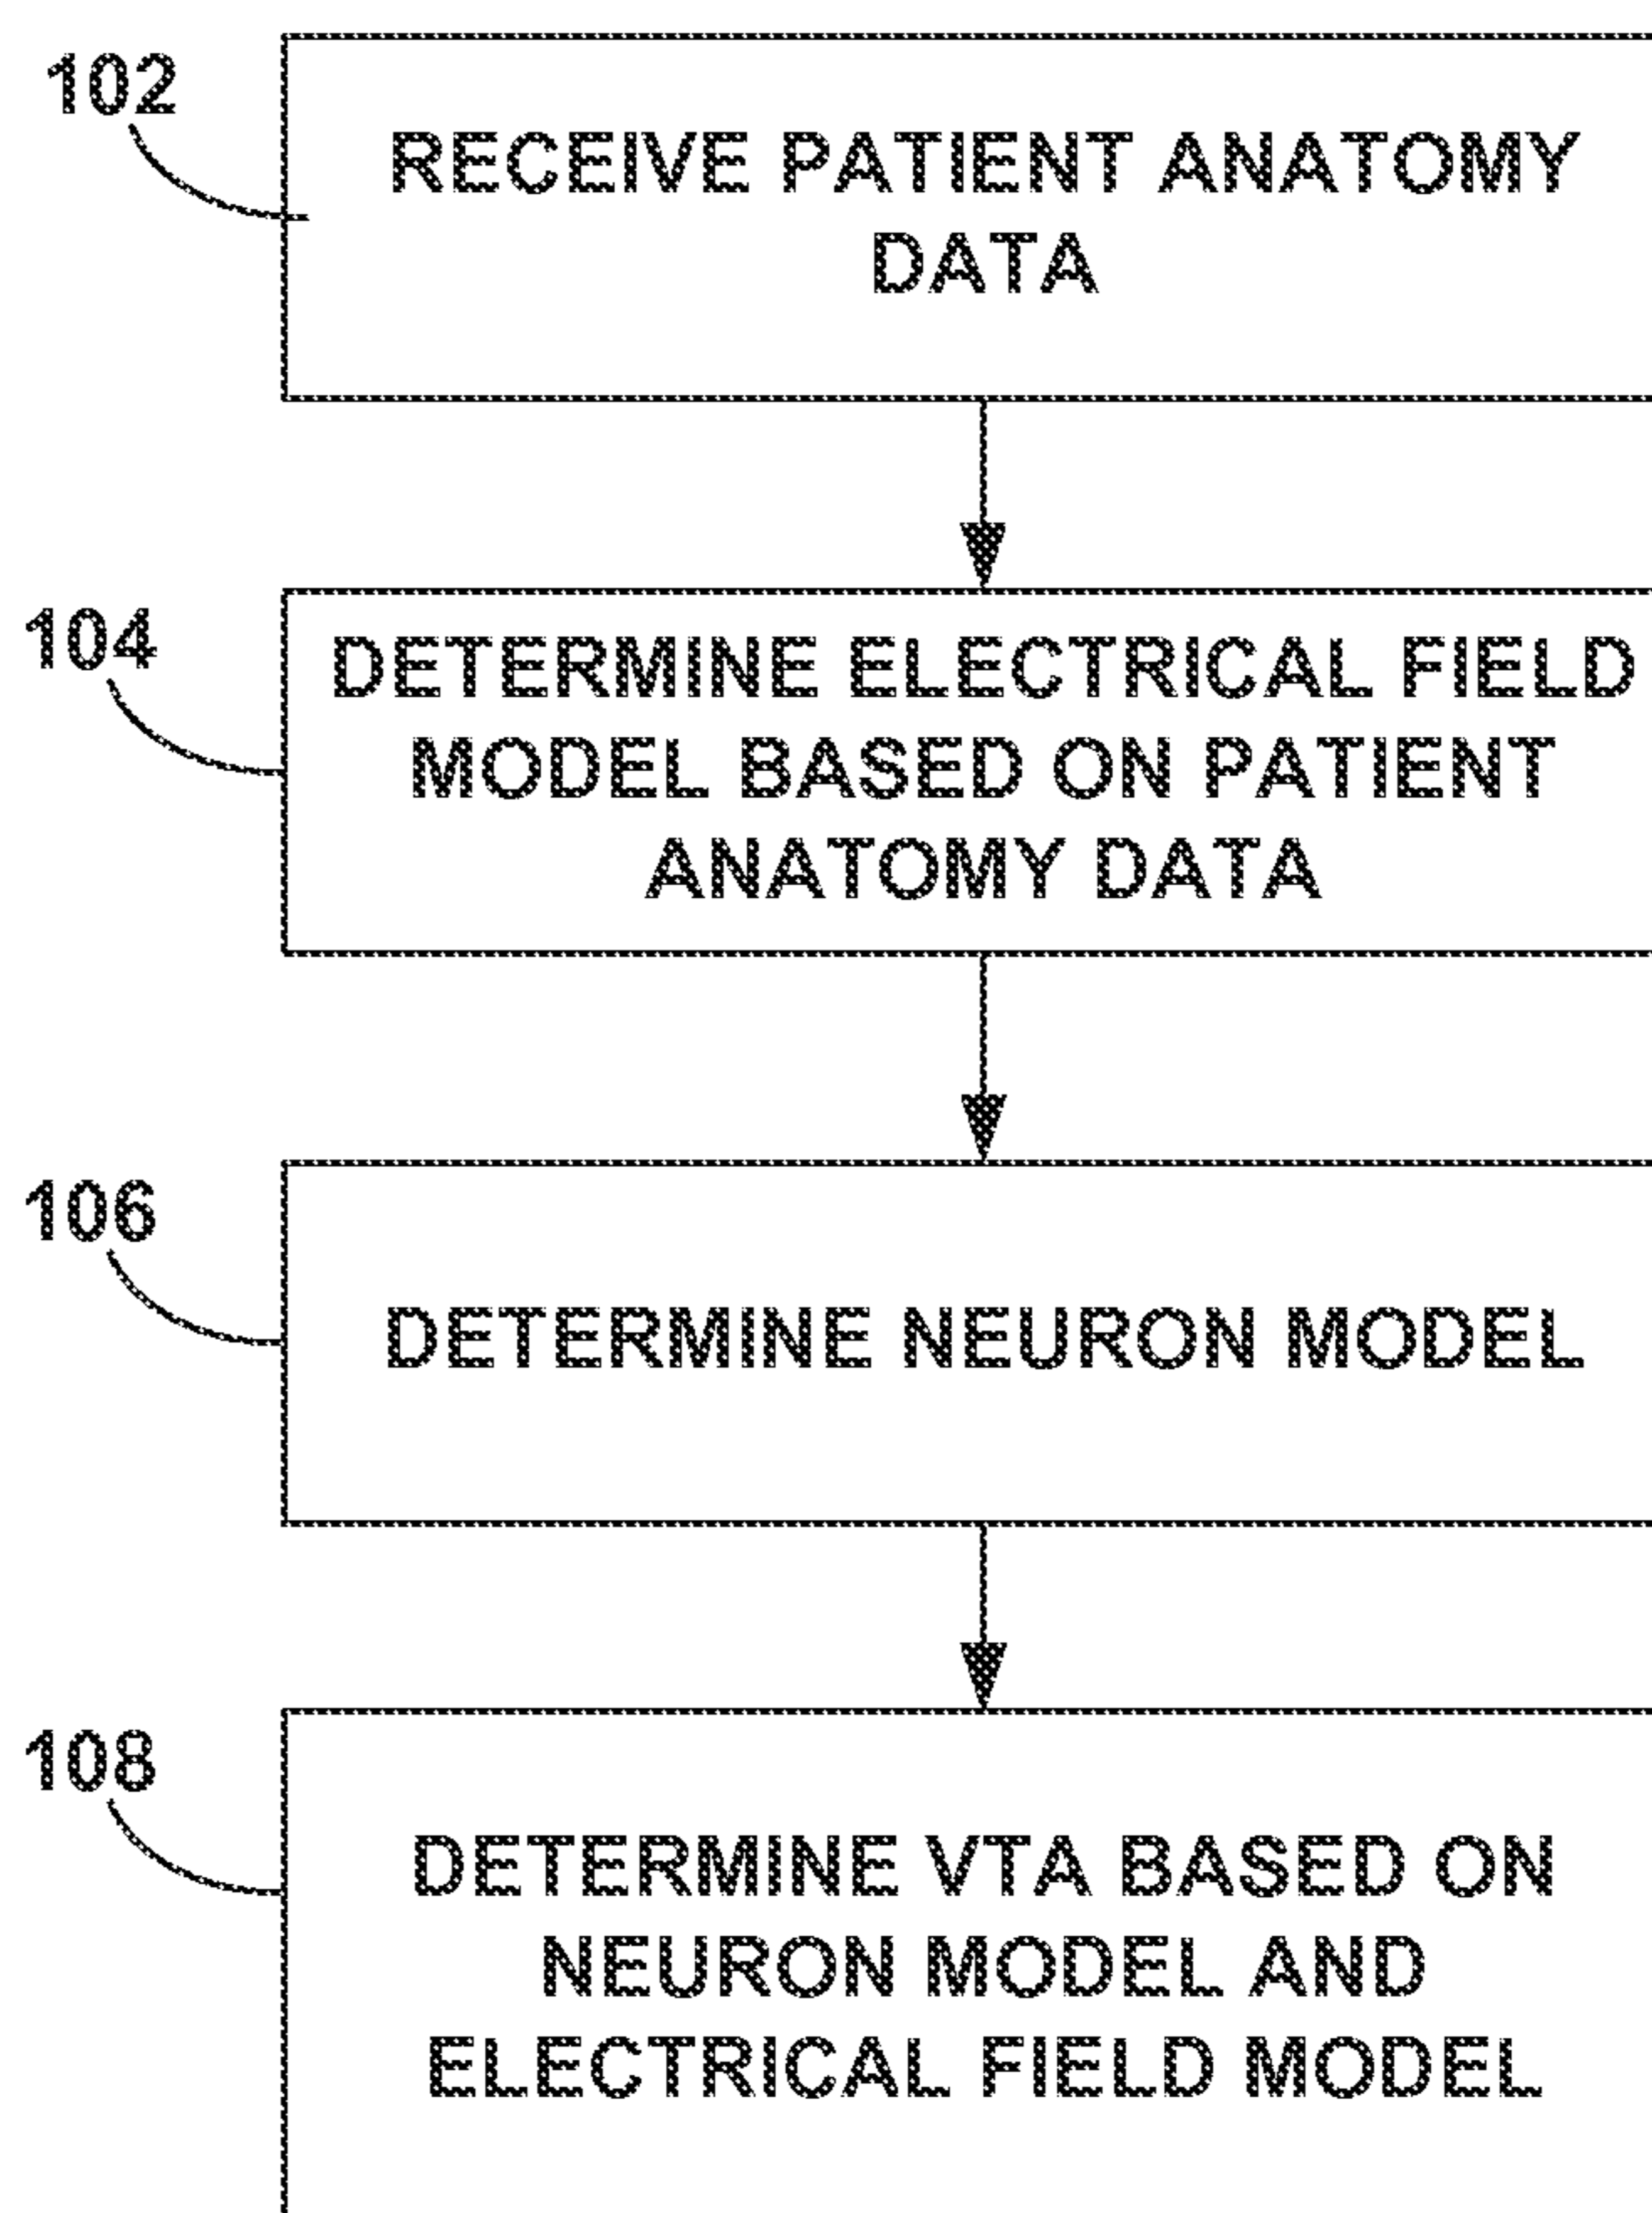 102
RECEIVE PATIENT ANATOMY
DATA
104
DETERMINE ELECTRICAL FIELD
MODEL BASED ON PATIENT
ANATOMY DATA
106
DETERMINE NEURON MODEL
108
DETERMINE VTA BASED ON
NEURON MODEL AND
ELECTRICAL FIELD MODEL